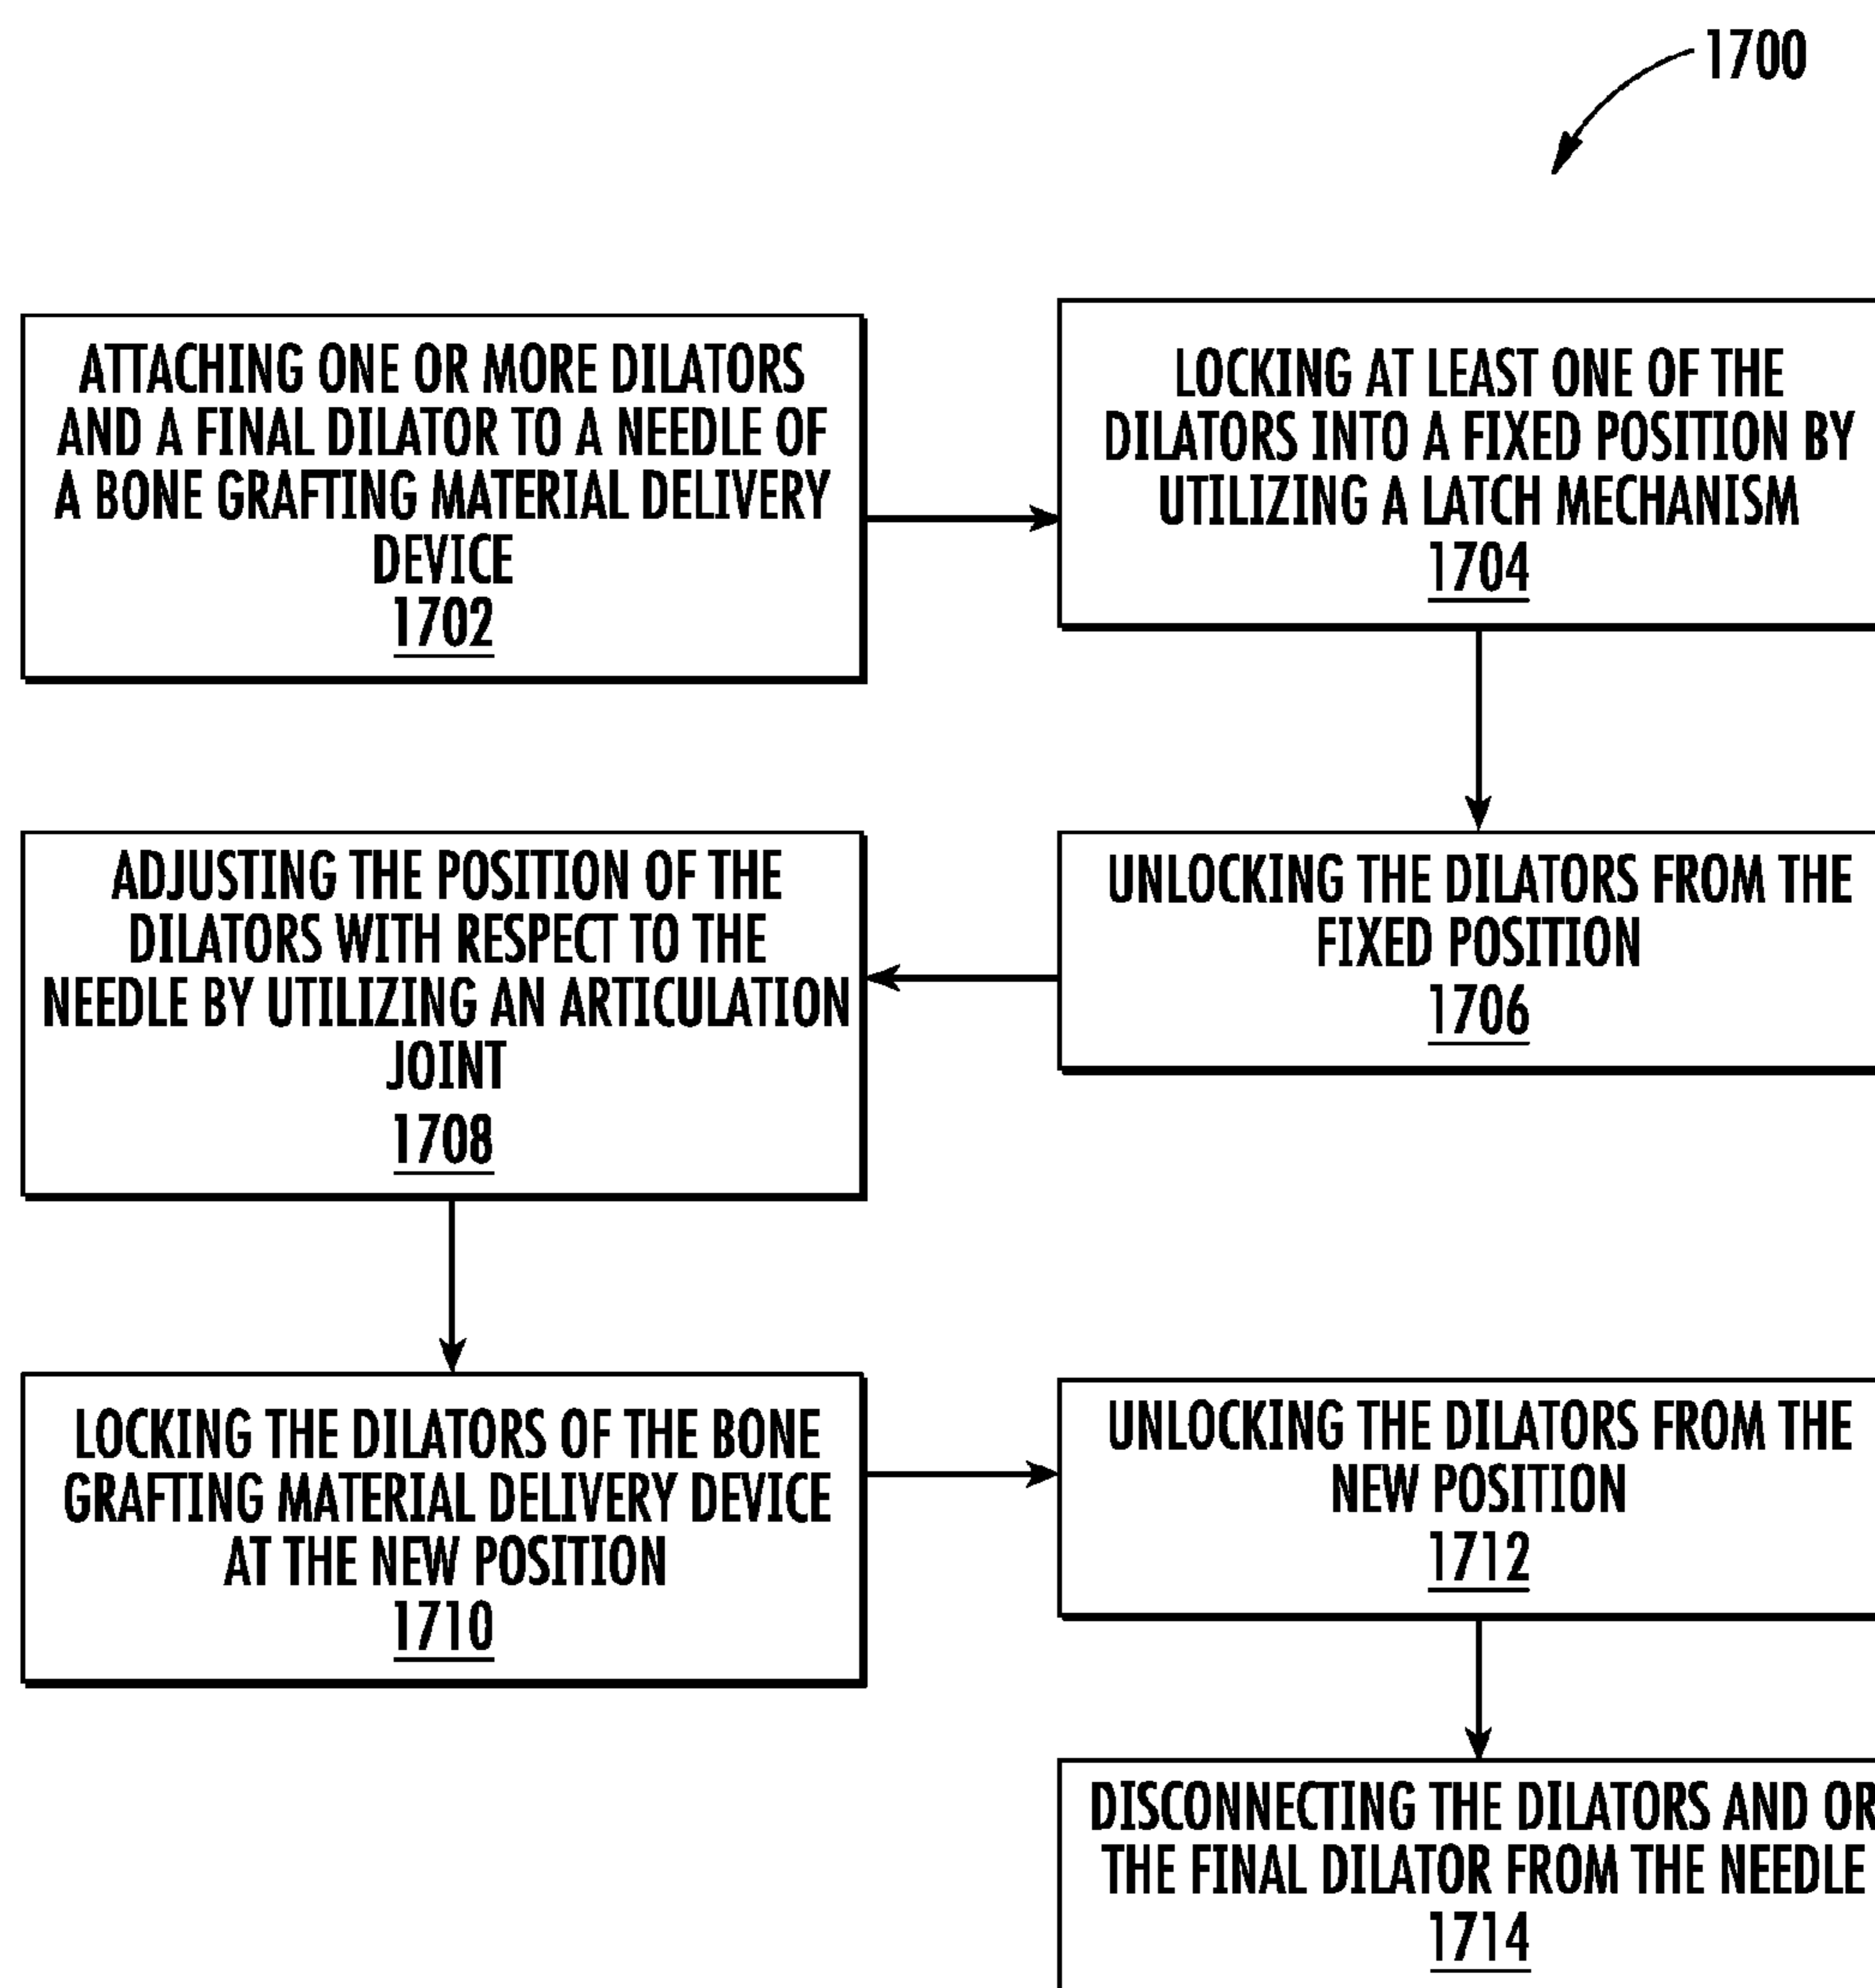 1700
ATTACHING ONE OR MORE DILATORS
AND A FINAL DILATOR TO A NEEDLE OF
A BONE GRAFTING MATERIAL DELIVERY
DEVICE
1702
LOCKING AT LEAST ONE OF THE
DILATORS INTO A FIXED POSITION BY
UTILIZING A LATCH MECHANISM
1704
UNLOCKING THE DILATORS FROM THE
FIXED POSITION
1706
ADJUSTING THE POSITION OF THE
DILATORS WITH RESPECT TO THE
NEEDLE BY UTILIZING AN ARTICULATION
JOINT
1708
LOCKING THE DILATORS OF THE BONE
GRAFTING MATERIAL DELIVERY DEVICE
AT THE NEW POSITION
1710
UNLOCKING THE DILATORS FROM THE
NEW POSITION
1712
DISCONNECTING THE DILATORS AND OR
THE FINAL DILATOR FROM THE NEEDLE
1714